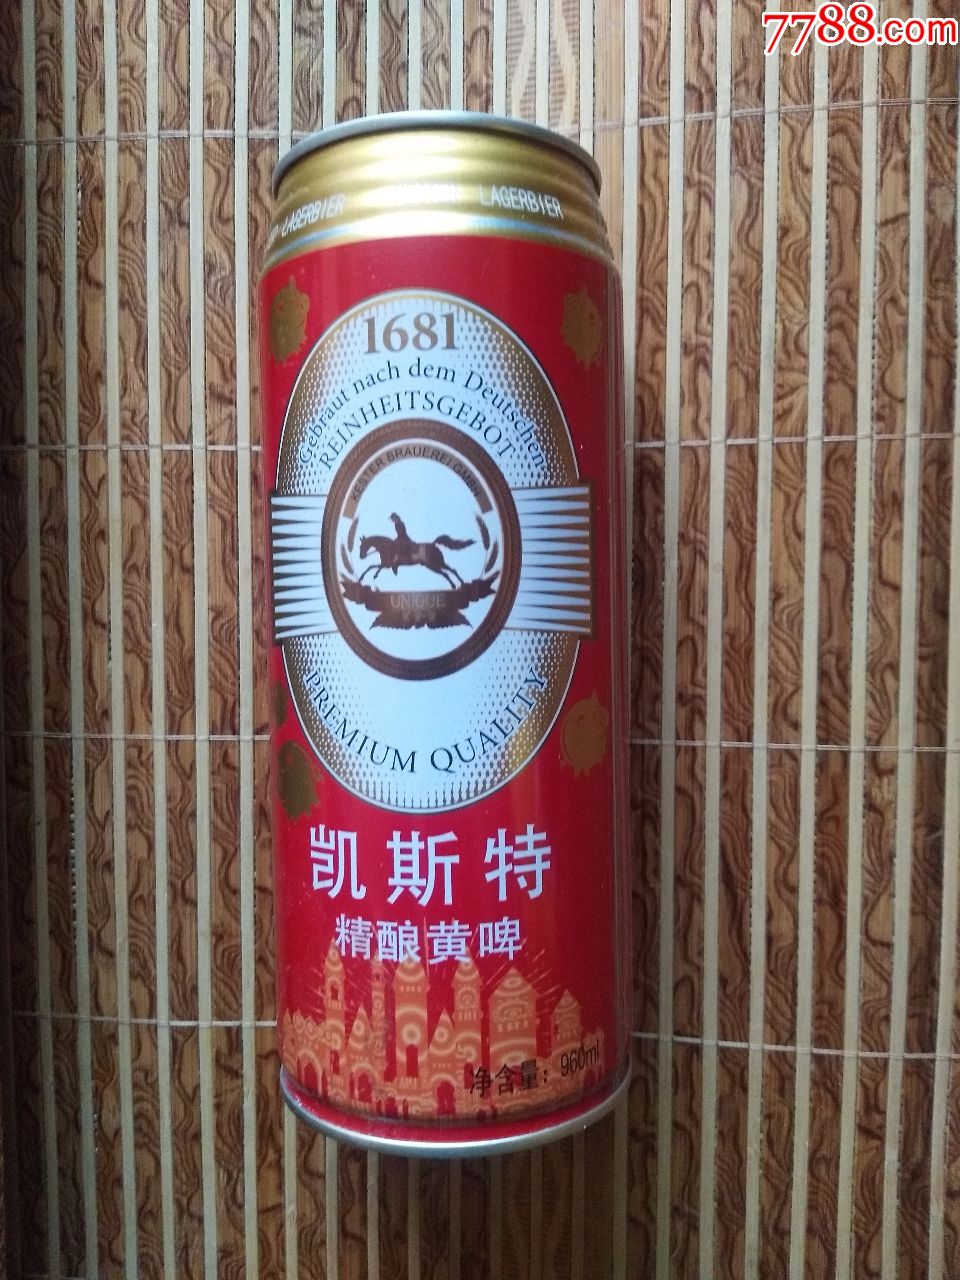 7788.com
LAGERBIER
LAGERBIER
1681
Gebraut nach dem Deutschen
REINHEITSGEBOT
KESTER BRAUEREI GMBH
UNIQUE
PREMIUM QUALITY
凯斯特
精酿黄啤
净含量：960ml